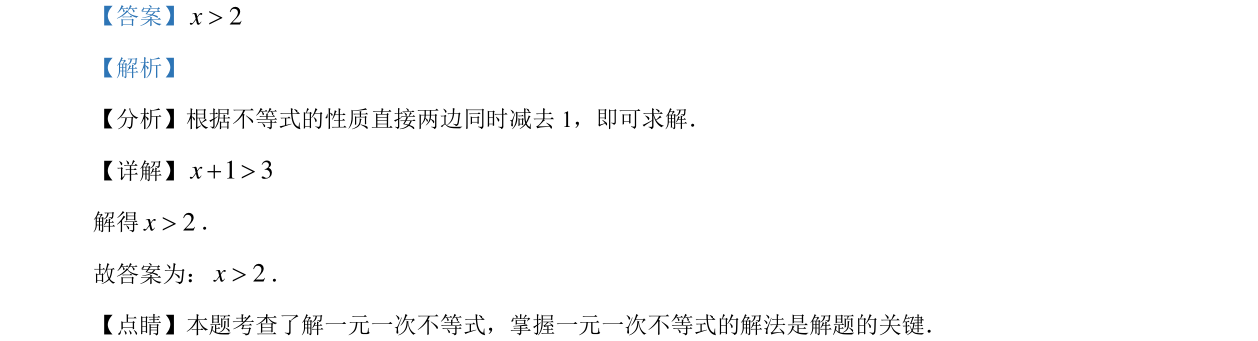 【答案】x > 2
【解析】
【分析】根据不等式的性质直接两边同时减去 1，即可求解．
【详解】x+1>3
解得 x > 2．
故答案为：x > 2．
【点睛】本题考查了解一元一次不等式，掌握一元一次不等式的解法是解题的关键．